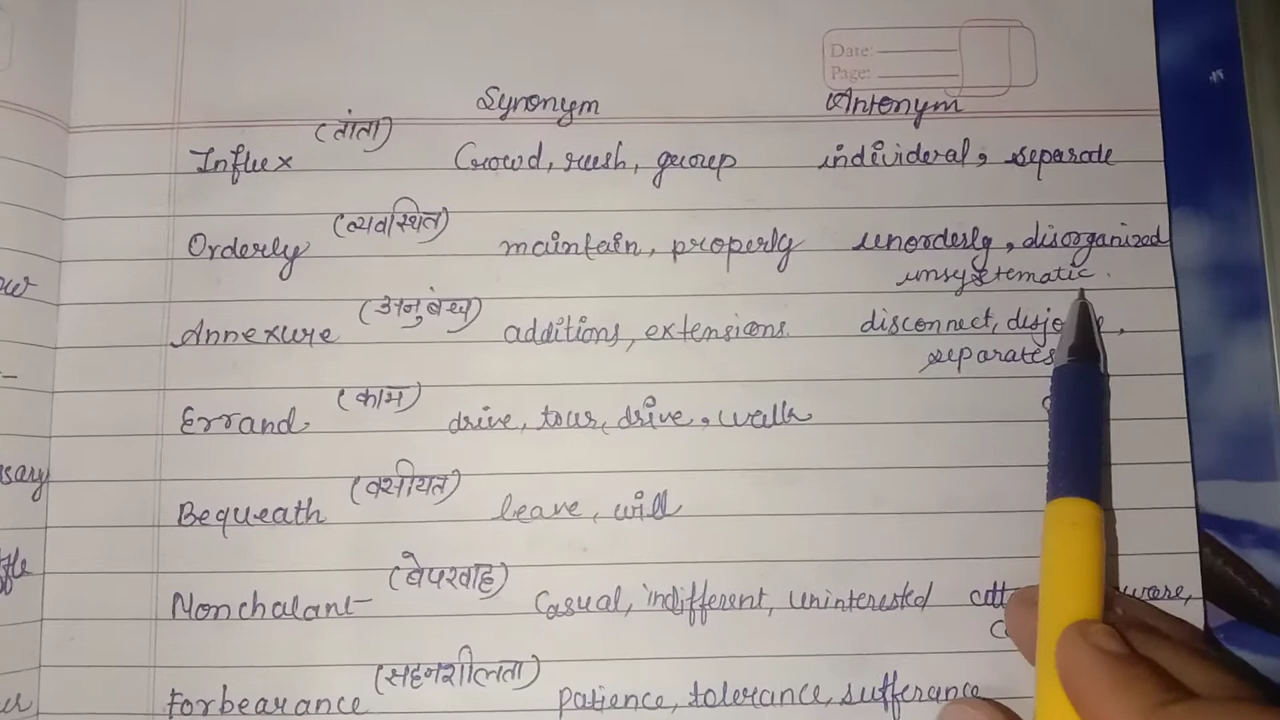 Date:
Page:
Synonym Antonym
Influx (तांता) Crowd, rush, group individual, separate
Orderly (व्यवस्थित) maintain, properly unorderly, disorganized
unsystematic.
Annexure (अनुबंध) additions, extensions. disconnect,
separates
Errand (काम) drive, tour, drive, walk
Bequeath (वसीयत) leave, will
Nonchalant (बेपरवाह) Casual, indifferent, uninterested
Forbearance (सहनशीलता) patience, tolerance, sufferance